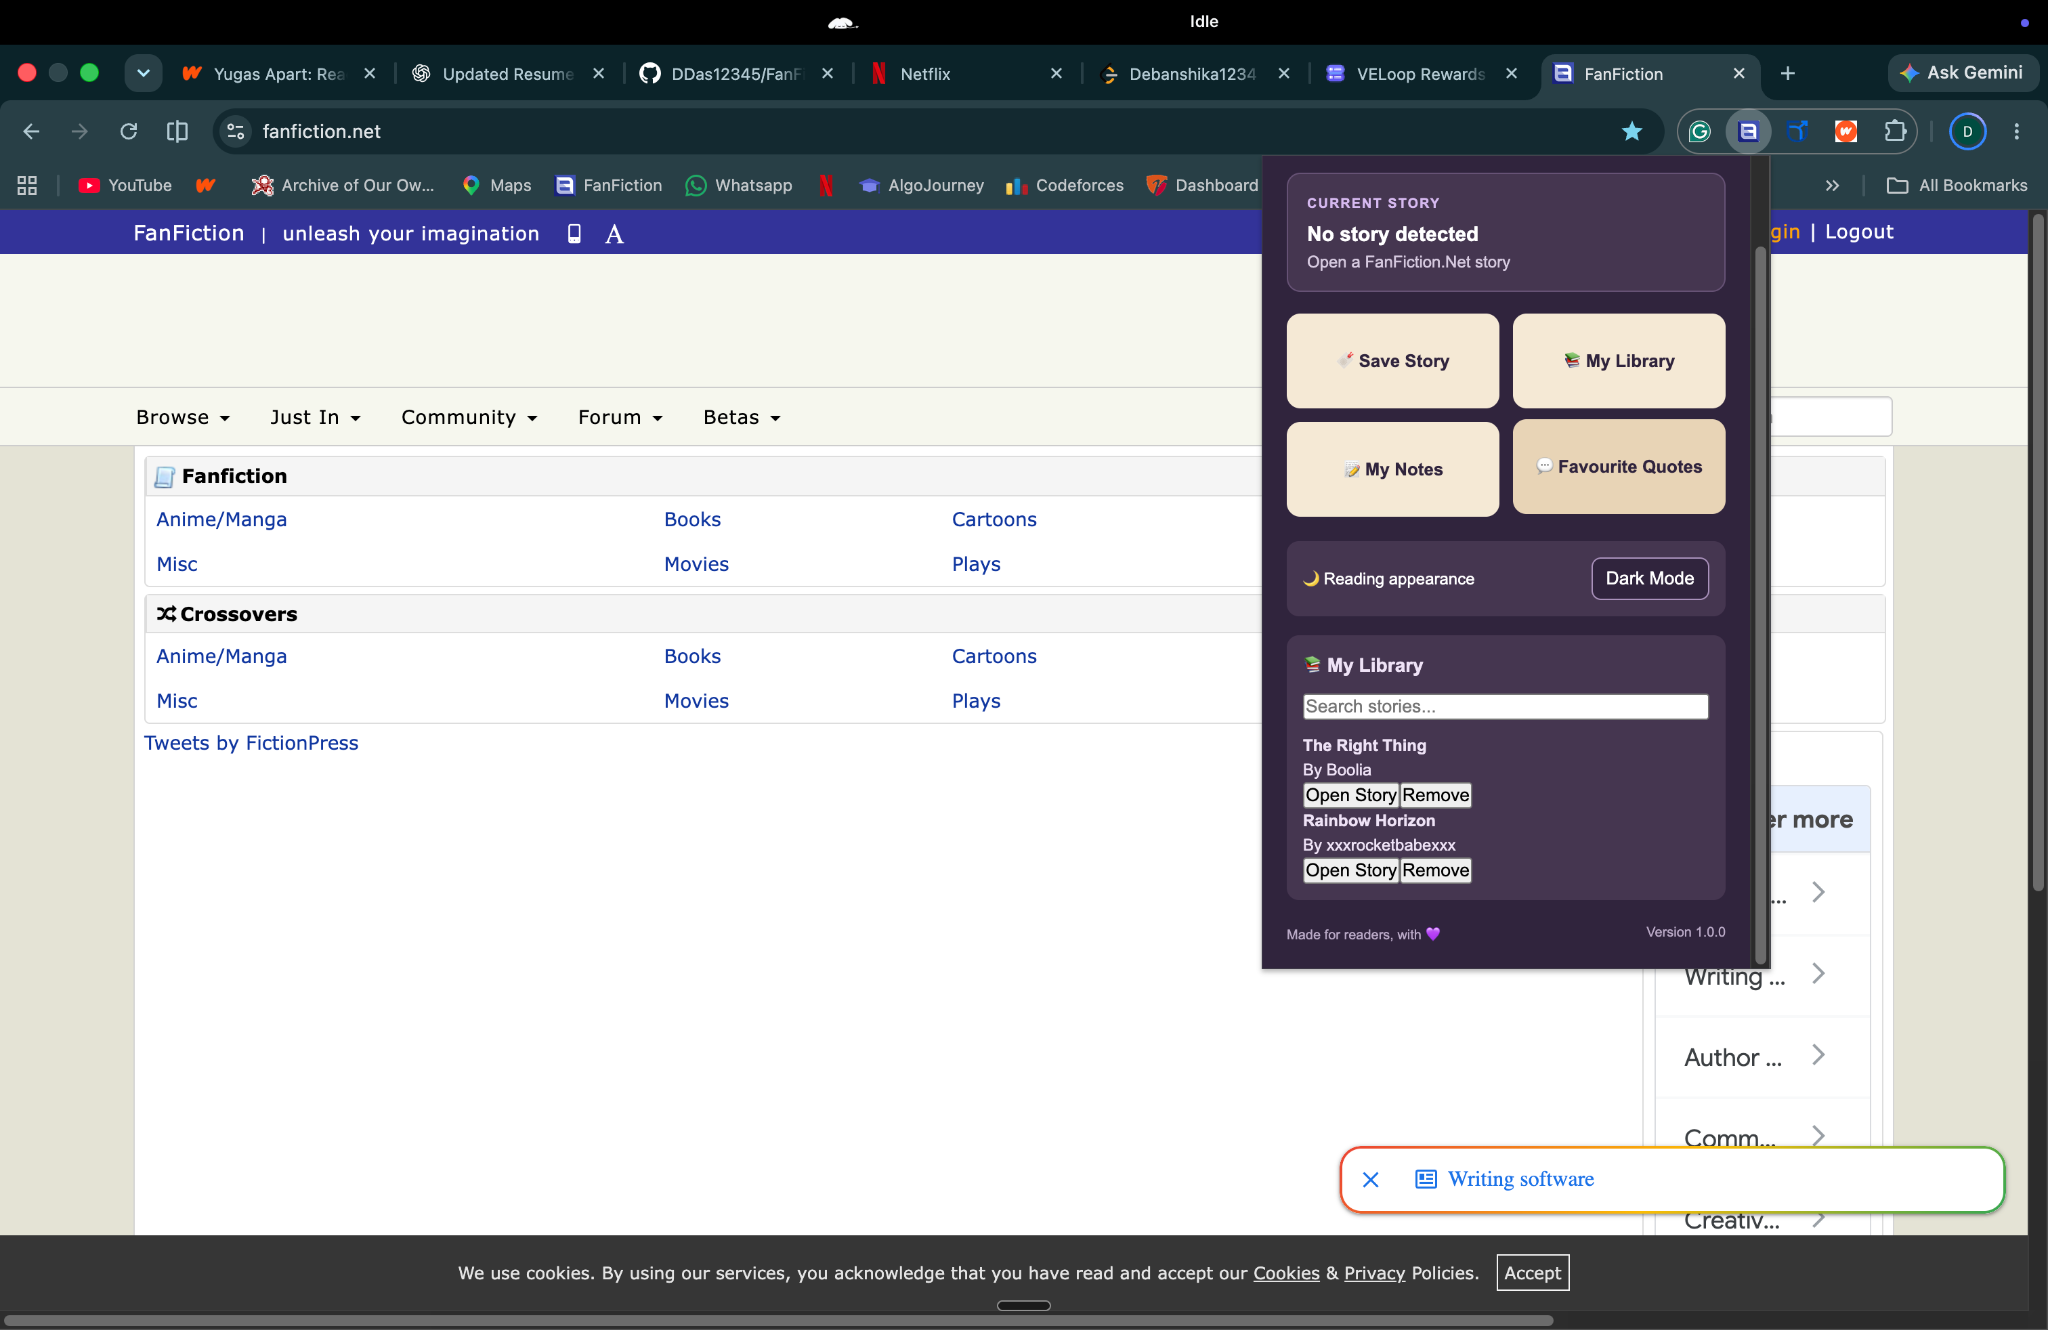 Idle
Yugas Apart: Rea
Updated Resume
DDas12345/FanF
Netflix
Debanshika1234
VELoop Rewards
FanFiction
Ask Gemini
fanfiction.net
D
YouTube
Archive of Our Ow...
Maps
FanFiction
Whatsapp
AlgoJourney
Codeforces
Dashboard
All Bookmarks
FanFiction | unleash your imagination A
gin | Logout
Browse
Just In
Community
Forum
Betas
Fanfiction
Anime/Manga Books Cartoons
Misc Movies Plays
Crossovers
Anime/Manga Books Cartoons
Misc Movies Plays
Tweets by FictionPress
CURRENT STORY
No story detected
Open a FanFiction.Net story
Save Story
My Library
My Notes
Favourite Quotes
Reading appearance
Dark Mode
My Library
Search stories...
The Right Thing
By Boolia
Open Story Remove
Rainbow Horizon
By xxxrocketbabexxx
Open Story Remove
Made for readers, with 💜
Version 1.0.0
er more
...
Writing ...
Author ...
Comm...
Writing software
Creativ...
We use cookies. By using our services, you acknowledge that you have read and accept our Cookies & Privacy Policies.
Accept